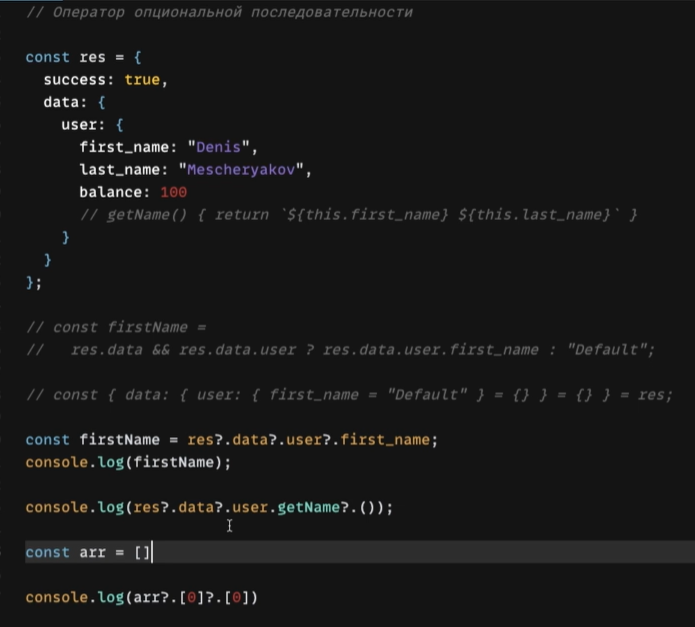 // Оператор опциональной последовательности
const res = {
success: true,
data: {
user: {
first_name: "Denis",
last_name: "Mescheryakov",
balance: 100
// getName() { return `${this.first_name} ${this.last_name}` }
}
}
};
// const firstName =
//   res.data && res.data.user ? res.data.user.first_name : "Default";
// const { data: { user: { first_name = "Default" } = {} } = {} } = res;
const firstName = res?.data?.user?.first_name;
console.log(firstName);
console.log(res?.data?.user.getName?.());
const arr = []
console.log(arr?.[0]?.[0])